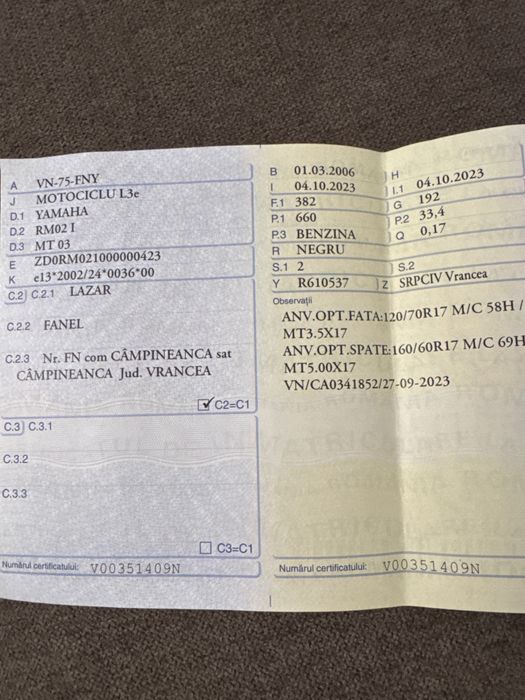 A VN-75-FNY
J MOTOCICLU L3e
D.1 YAMAHA
D.2 RM02 I
D.3 MT 03
E ZD0RM021000000423
K e13*2002/24*0036*00
C.2 C.2.1 LAZAR
C.2.2 FANEL
C.2.3 Nr. FN com CÂMPINEANCA sat
CÂMPINEANCA Jud. VRANCEA
C2=C1
C.3 C.3.1
C.3.2
C.3.3
C3=C1
Numărul certificatului: V00351409N
B 01.03.2006 H
I 04.10.2023 I.1 04.10.2023
F.1 382 G 192
P.1 660 P.2 33,4
P.3 BENZINA Q 0,17
R NEGRU
S.1 2 S.2
Y R610537 Z SRPCIV Vrancea
Observații
ANV.OPT.FATA:120/70R17 M/C 58H /
MT3.5X17
ANV.OPT.SPATE:160/60R17 M/C 69H
MT5.00X17
VN/CA0341852/27-09-2023
Numărul certificatului: V00351409N